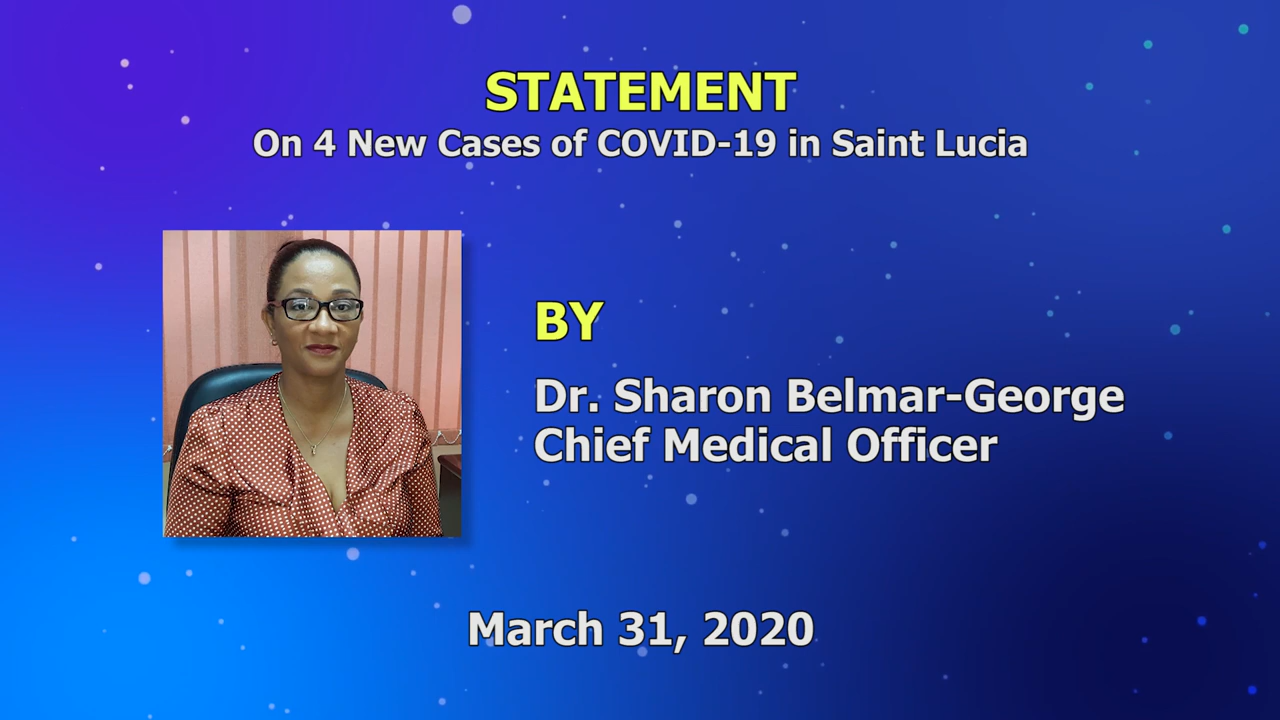 STATEMENT
On 4 New Cases of COVID-19 in Saint Lucia
BY
Dr. Sharon Belmar-George
Chief Medical Officer
March 31, 2020